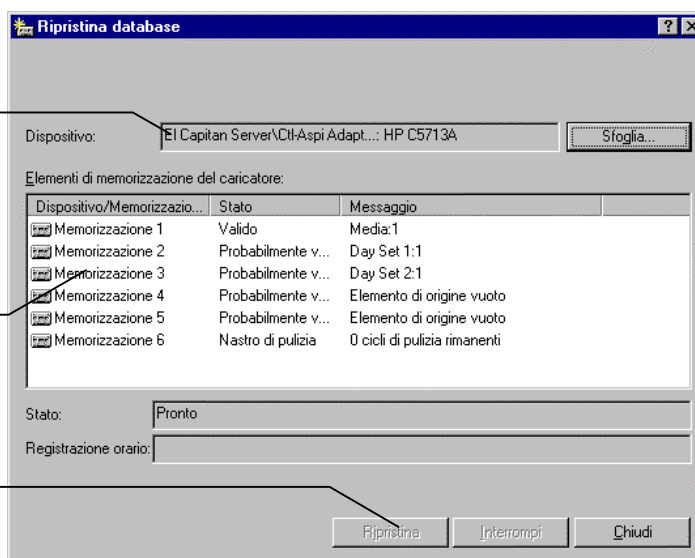 Ripristina database
Dispositivo: El Capitan Server\Ctl-Aspi Adapt...: HP C5713A Sfoglia...
Elementi di memorizzazione del caricatore:
Dispositivo/Memorizzazio... Stato Messaggio
Memorizzazione 1 Valido Media:1
Memorizzazione 2 Probabilmente v... Day Set 1:1
Memorizzazione 3 Probabilmente v... Day Set 2:1
Memorizzazione 4 Probabilmente v... Elemento di origine vuoto
Memorizzazione 5 Probabilmente v... Elemento di origine vuoto
Memorizzazione 6 Nastro di pulizia 0 cicli di pulizia rimanenti
Stato: Pronto
Registrazione orario:
Ripristina Interrompi Chiudi